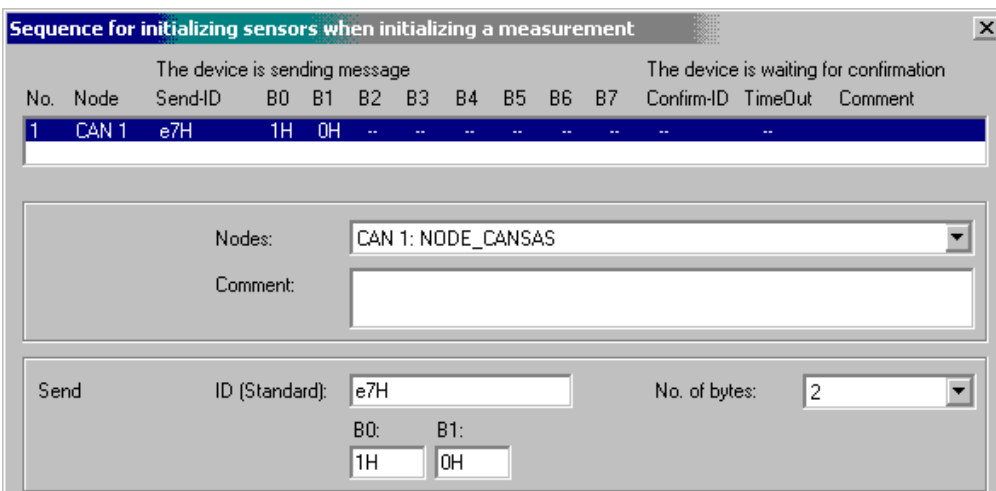 Sequence for initializing sensors when initializing a measurement
The device is sending message The device is waiting for confirmation
No. Node Send-ID B0 B1 B2 B3 B4 B5 B6 B7 Confirm-ID TimeOut Comment
1 CAN 1 e7H 1H 0H -- -- -- -- -- -- -- --
Nodes: CAN 1: NODE_CANSAS
Comment:
Send ID (Standard): e7H No. of bytes: 2
B0: B1:
1H 0H